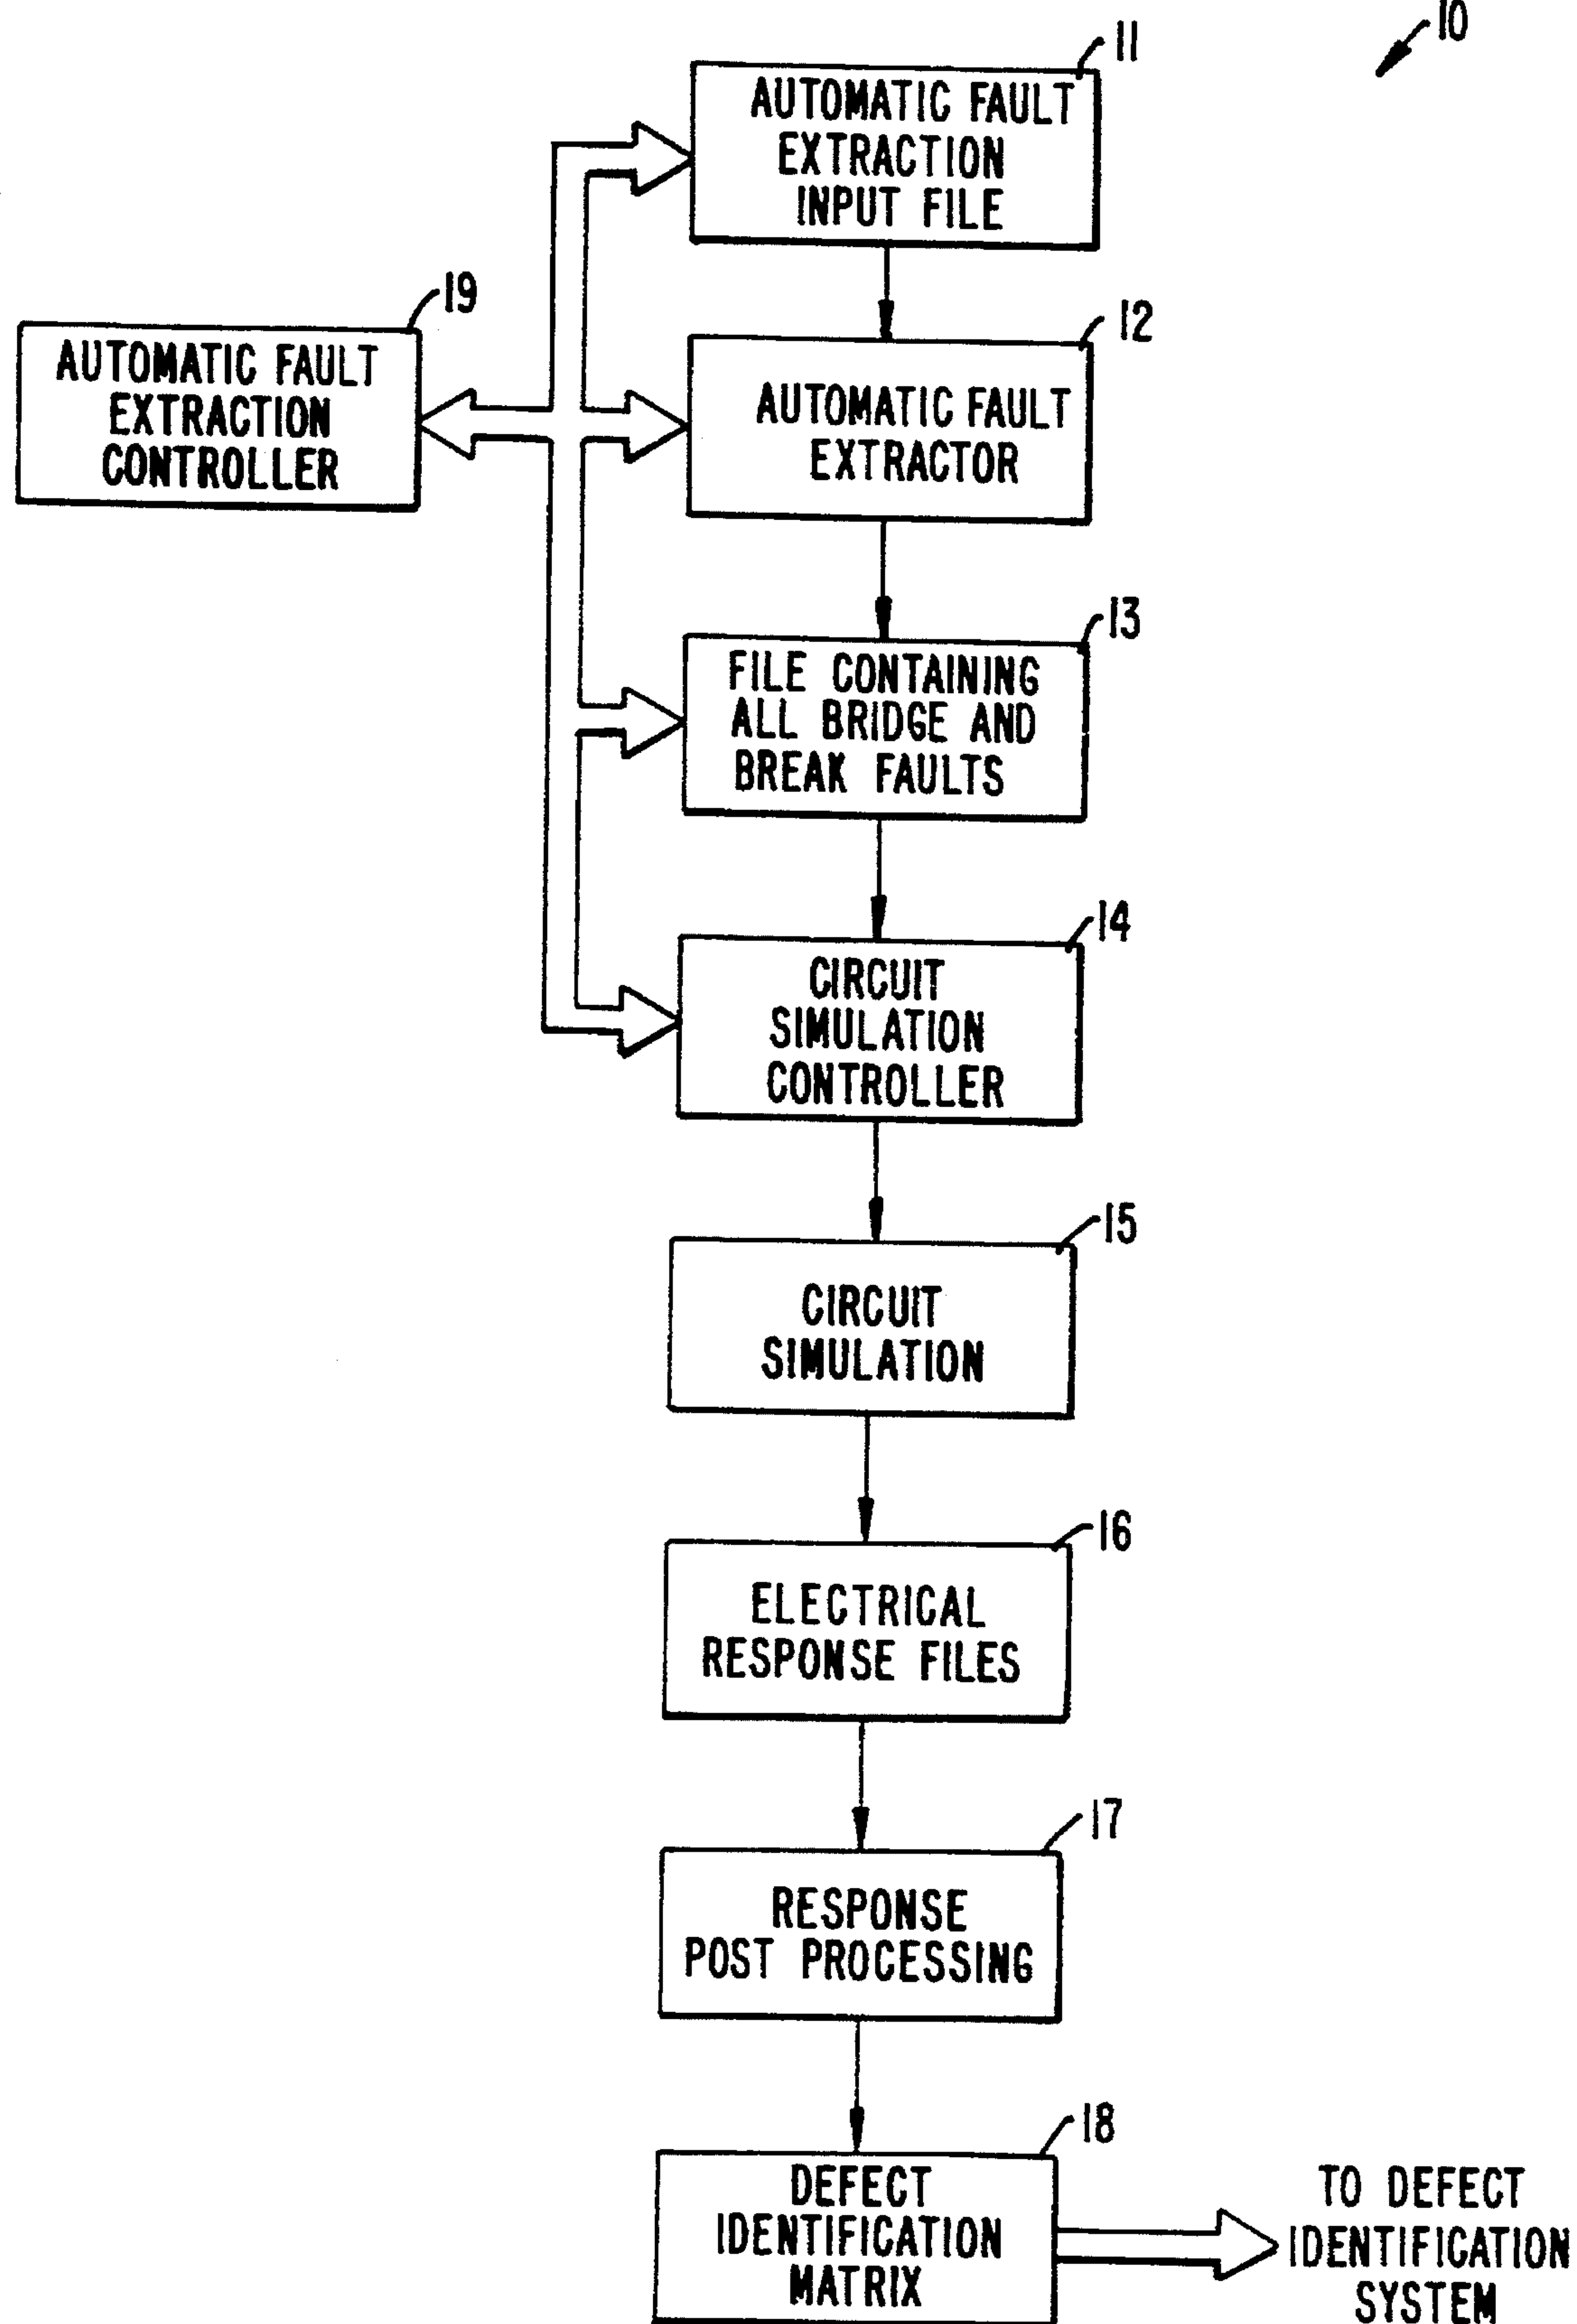 10
11
AUTOMATIC FAULT
EXTRACTION
INPUT FILE
19
AUTOMATIC FAULT
EXTRACTION
CONTROLLER
12
AUTOMATIC FAULT
EXTRACTOR
13
FILE CONTAINING
ALL BRIDGE AND
BREAK FAULTS
14
CIRCUIT
SIMULATION
CONTROLLER
15
CIRCUIT
SIMULATION
16
ELECTRICAL
RESPONSE FILES
17
RESPONSE
POST PROCESSING
18
DEFECT
IDENTIFICATION
MATRIX
TO DEFECT
IDENTIFICATION
SYSTEM